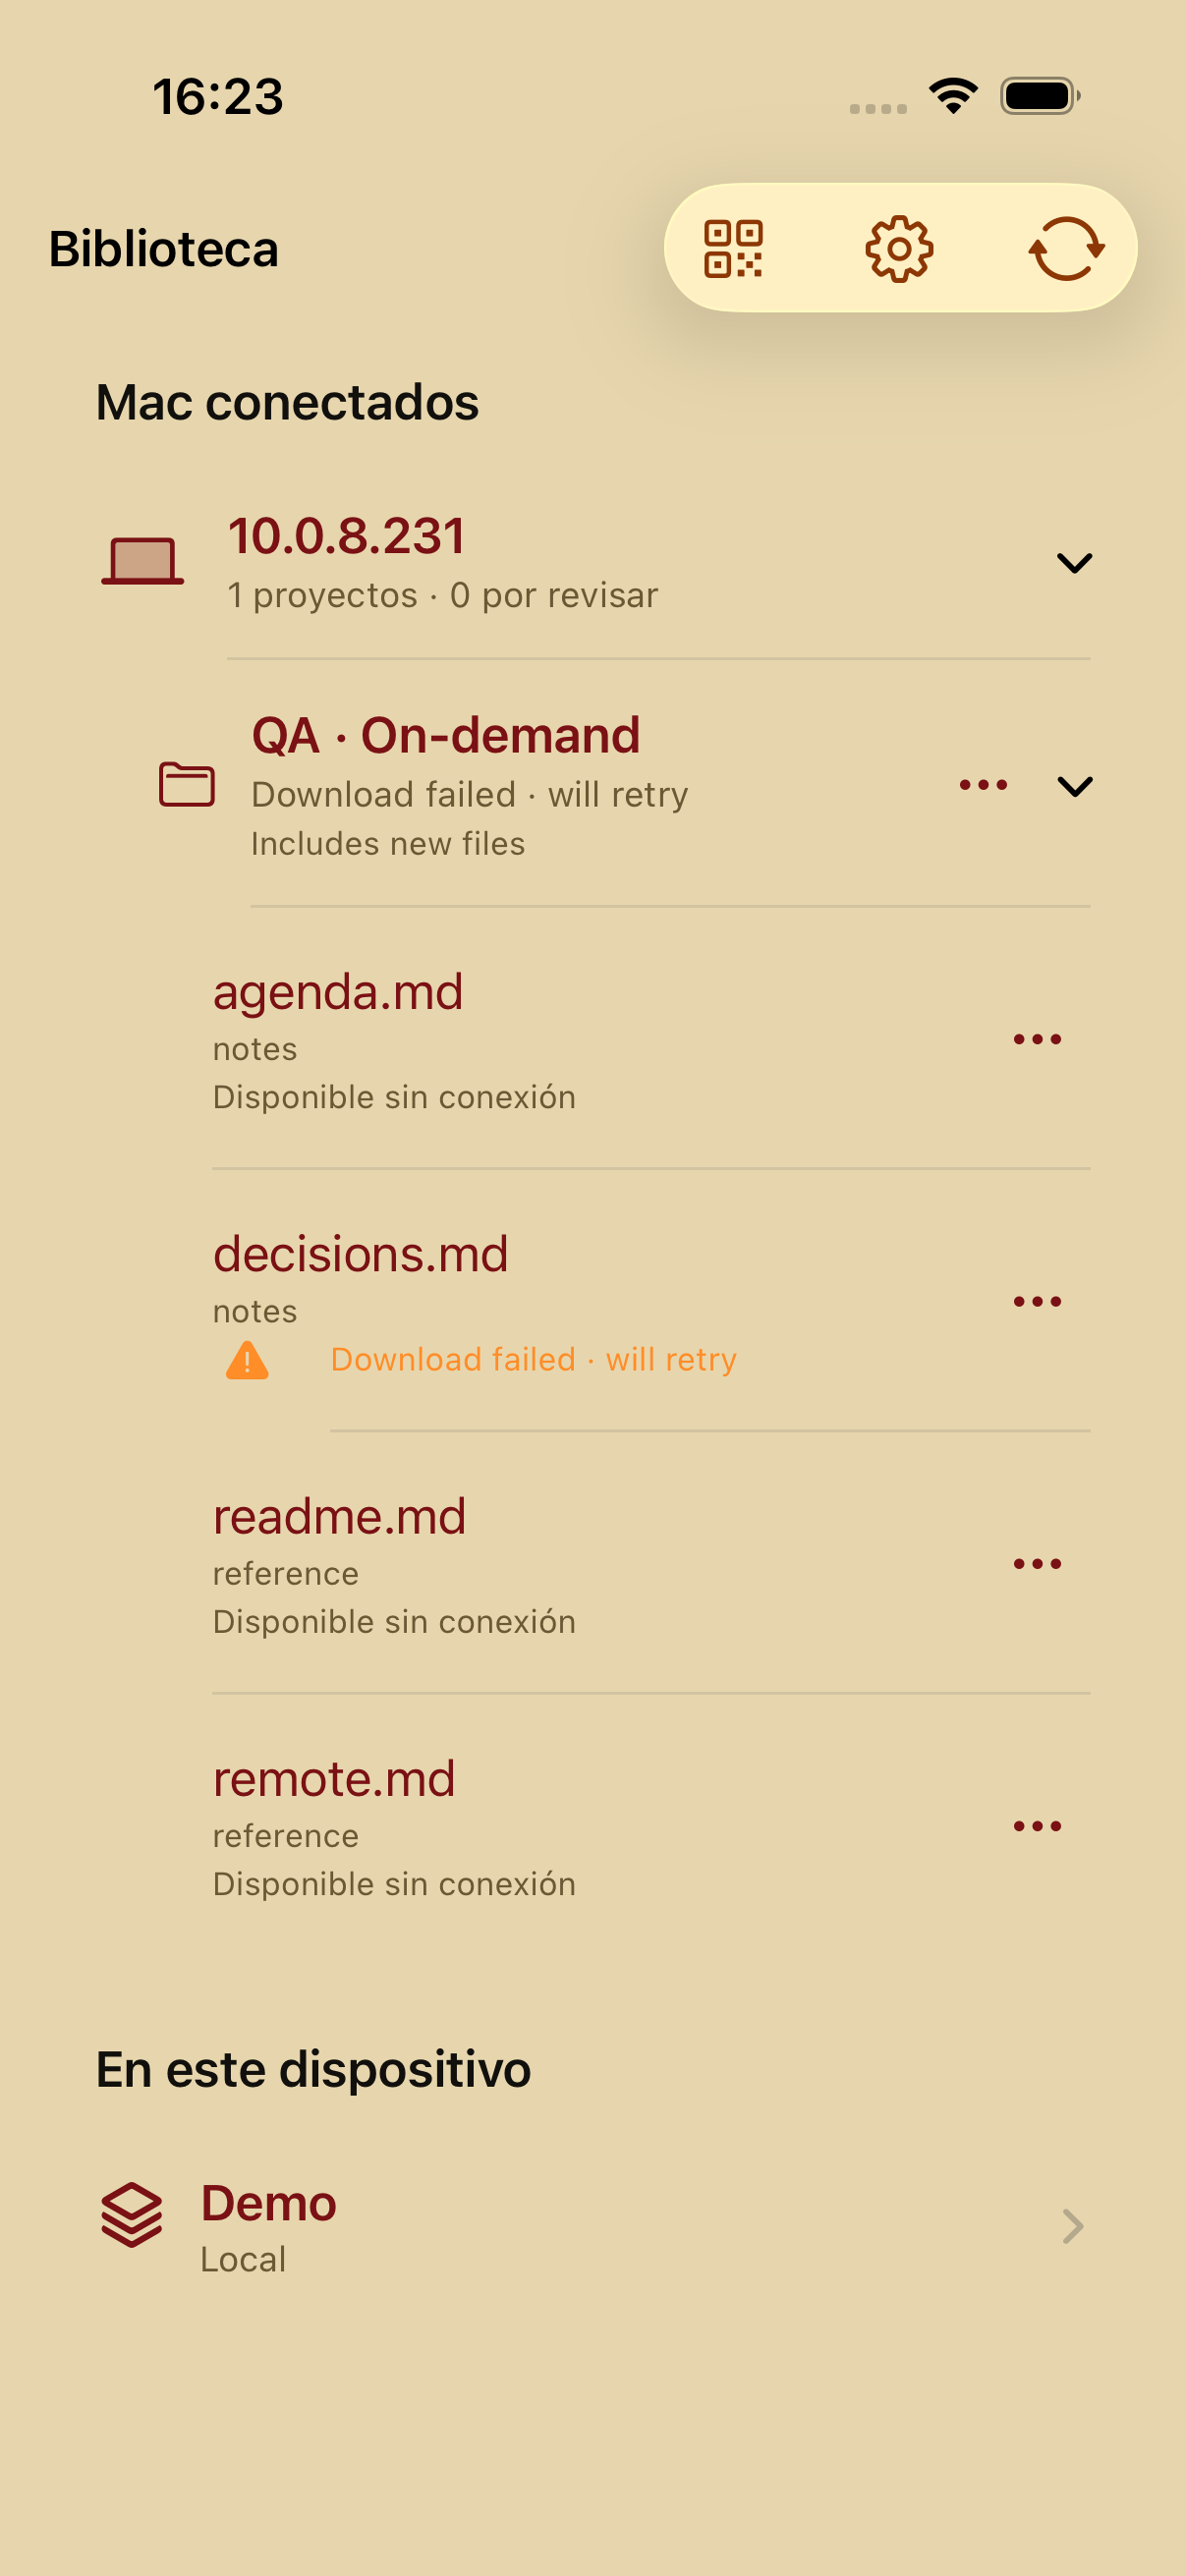 16:23
Biblioteca
Mac conectados
10.0.8.231
1 proyectos · 0 por revisar
QA · On-demand
Download failed · will retry
Includes new files
agenda.md
notes
Disponible sin conexión
decisions.md
notes
Download failed · will retry
readme.md
reference
Disponible sin conexión
remote.md
reference
Disponible sin conexión
En este dispositivo
Demo
Local